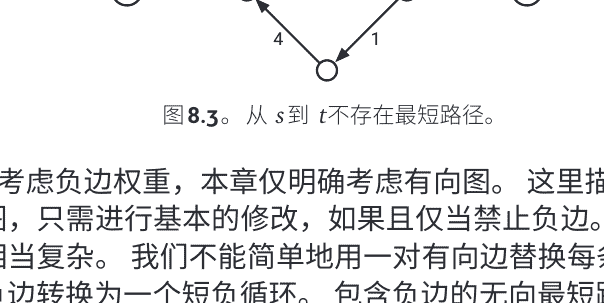 4 1
图8.3。 从 s到 t不存在最短路径。
考虑负边权重，本章仅明确考虑有向图。 这里描
图，只需进行基本的修改，如果且仅当禁止负边。
相当复杂。 我们不能简单地用一对有向边替换每条
负边转换为一个短负循环。 包含负边的无向最短路